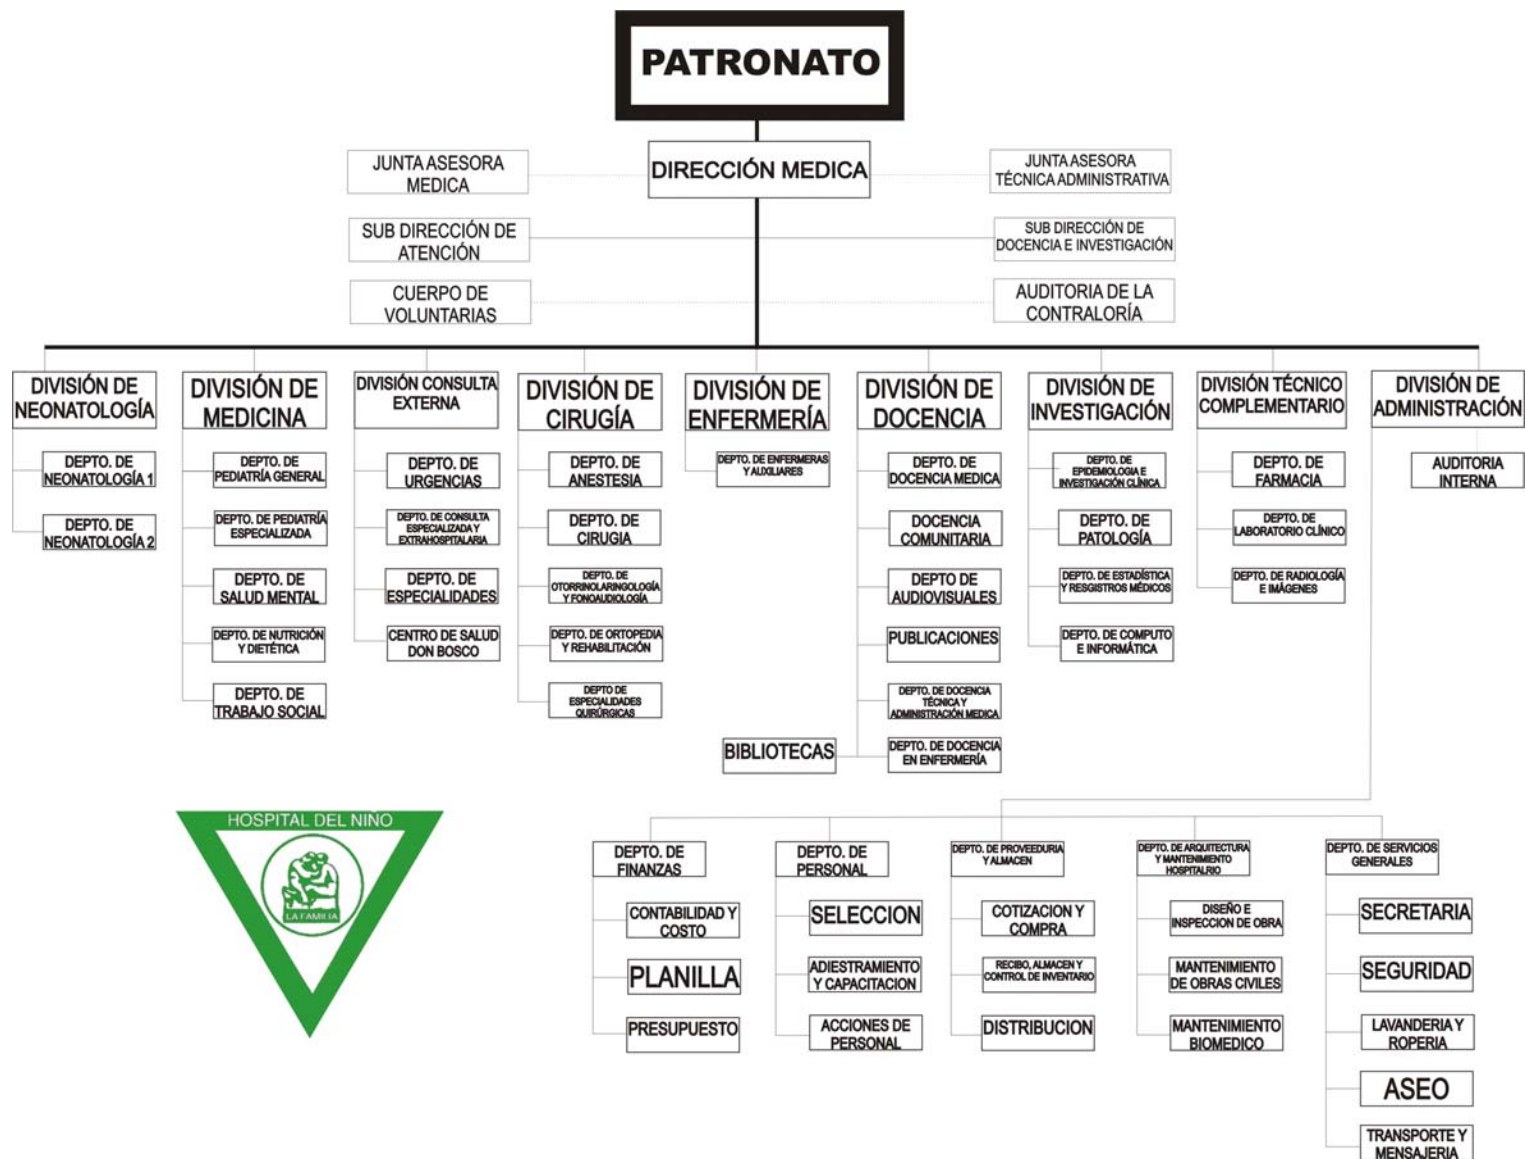 PATRONATO
JUNTA ASESORA
MEDICA
DIRECCIÓN MEDICA
JUNTA ASESORA
TÉCNICA ADMINISTRATIVA
SUB DIRECCIÓN DE
ATENCIÓN
SUB DIRECCIÓN DE
DOCENCIA E INVESTIGACIÓN
CUERPO DE
VOLUNTARIAS
AUDITORIA DE LA
CONTRALORÍA
DIVISIÓN DE
NEONATOLOGÍA
DEPTO. DE
NEONATOLOGÍA 1
DEPTO. DE
NEONATOLOGÍA 2
DIVISIÓN DE
MEDICINA
DEPTO. DE
PEDIATRÍA GENERAL
DEPTO. DE PEDIATRÍA
ESPECIALIZADA
DEPTO. DE
SALUD MENTAL
DEPTO. DE NUTRICIÓN
Y DIETÉTICA
DEPTO. DE
TRABAJO SOCIAL
DIVISIÓN CONSULTA
EXTERNA
DEPTO. DE
URGENCIAS
DEPTO. DE CONSULTA
ESPECIALIZADA Y
EXTRAHOSPITALARIA
DEPTO. DE
ESPECIALIDADES
CENTRO DE SALUD
DON BOSCO
DIVISIÓN DE
CIRUGÍA
DEPTO. DE
ANESTESIA
DEPTO. DE
CIRUGIA
DEPTO. DE
OTORRINOLARINGOLOGÍA
Y FONOAUDIOLOGÍA
DEPTO. DE ORTOPEDIA
Y REHABILITACIÓN
DEPTO DE
ESPECIALIDADES
QUIRÚRGICAS
DIVISIÓN DE
ENFERMERÍA
DEPTO. DE ENFERMERAS
Y AUXILIARES
DIVISIÓN DE
DOCENCIA
DEPTO. DE
DOCENCIA MEDICA
DOCENCIA
COMUNITARIA
DEPTO DE
AUDIOVISUALES
PUBLICACIONES
DEPTO. DE DOCENCIA
TÉCNICA Y
ADMINISTRACIÓN MEDICA
BIBLIOTECAS
DEPTO. DE DOCENCIA
EN ENFERMERÍA
DIVISIÓN DE
INVESTIGACIÓN
DEPTO. DE
EPIDEMIOLOGIA E
INVESTIGACIÓN CLÍNICA
DEPTO. DE
PATOLOGÍA
DEPTO. DE ESTADÍSTICA
Y RESGISTROS MÉDICOS
DEPTO. DE COMPUTO
E INFORMÁTICA
DIVISIÓN TÉCNICO
COMPLEMENTARIO
DEPTO. DE
FARMACIA
DEPTO. DE
LABORATORIO CLÍNICO
DEPTO. DE RADIOLOGÍA
E IMÁGENES
DIVISIÓN DE
ADMINISTRACIÓN
AUDITORIA
INTERNA
HOSPITAL DEL NIÑO
LA FAMILIA
DEPTO. DE
FINANZAS
CONTABILIDAD Y
COSTO
PLANILLA
PRESUPUESTO
DEPTO. DE
PERSONAL
SELECCION
ADIESTRAMIENTO
Y CAPACITACION
ACCIONES DE
PERSONAL
DEPTO. DE PROVEEDURIA
Y ALMACEN
COTIZACION Y
COMPRA
RECIBO, ALMACEN Y
CONTROL DE INVENTARIO
DISTRIBUCION
DEPTO. DE ARQUITECTURA
Y MANTENIMIENTO
HOSPITALRIO
DISEÑO E
INSPECCION DE OBRA
MANTENIMIENTO
DE OBRAS CIVILES
MANTENIMIENTO
BIOMEDICO
DEPTO. DE SERVICIOS
GENERALES
SECRETARIA
SEGURIDAD
LAVANDERIA Y
ROPERIA
ASEO
TRANSPORTE Y
MENSAJERIA